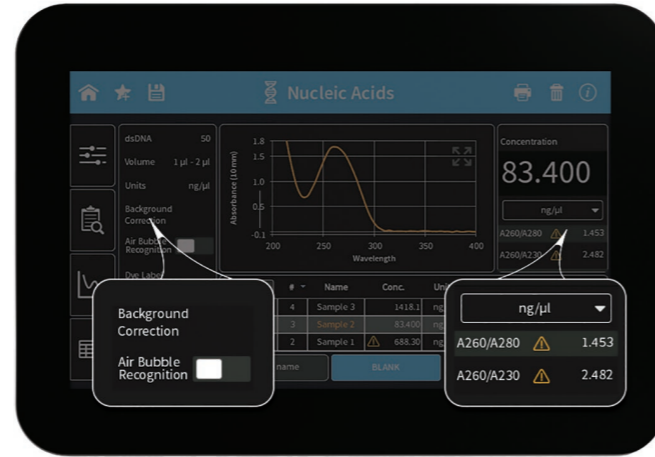 Nucleic Acids
dsDNA 50
Volume 1 µl - 2 µl
Units ng/µl
Background
Correction
Air Bubble
Recognition
Dye Label
Absorbance (10 mm)
1.8
1.5
1.0
0.5
-0.1
200 250 300 350 400
Wavelength
Concentration
83.400
ng/µl
A260/A280 1.453
A260/A230 2.482
# Name Conc.
4 Sample 3 1418.1
3 Sample 2 83.400
2 Sample 1 688.30
name
BLANK
Background
Correction
Air Bubble
Recognition
ng/µl
A260/A280 1.453
A260/A230 2.482